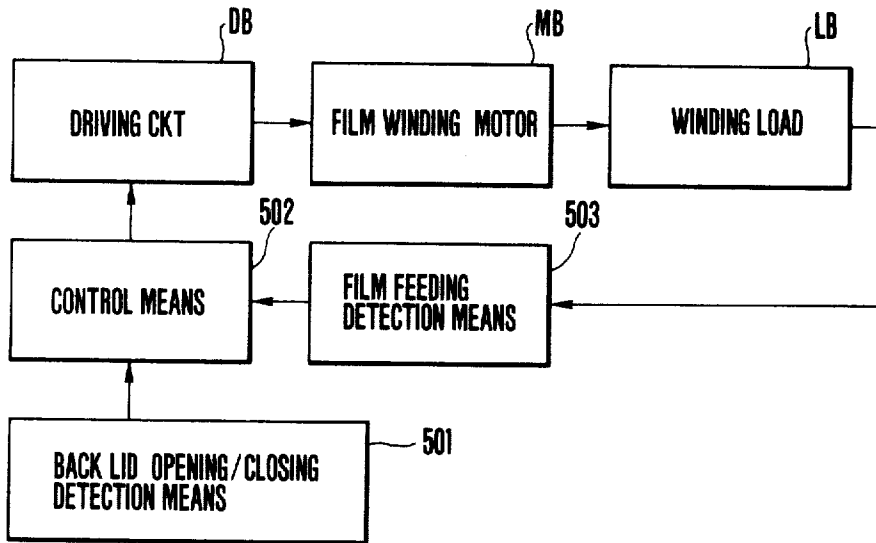 DB
MB
LB
DRIVING CKT
FILM WINDING MOTOR
WINDING LOAD
502
503
CONTROL MEANS
FILM FEEDING
DETECTION MEANS
501
BACK LID OPENING/CLOSING
DETECTION MEANS